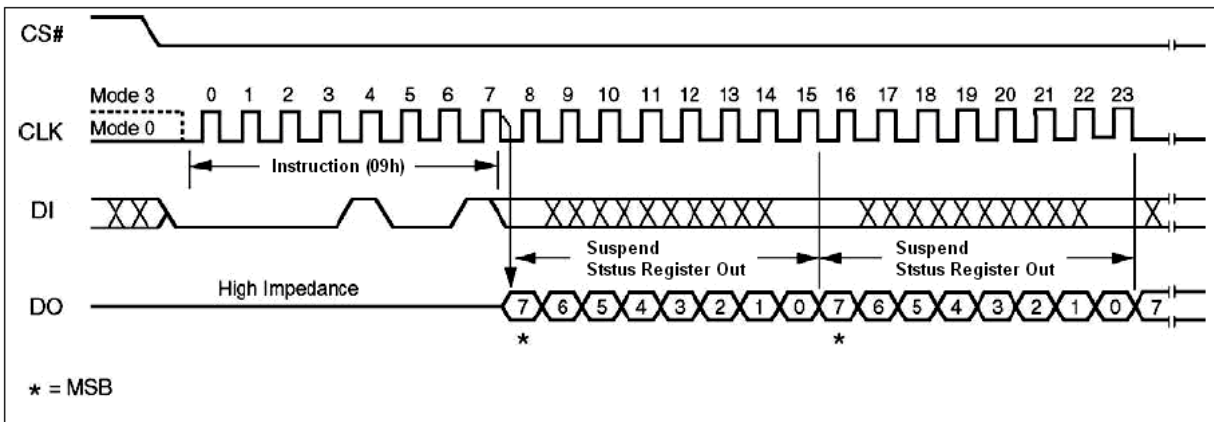 CS#
Mode 3 0 1 2 3 4 5 6 7 8 9 10 11 12 13 14 15 16 17 18 19 20 21 22 23
CLK Mode 0
Instruction (09h)
DI
Suspend Suspend
Ststus Register Out Ststus Register Out
High Impedance
DO 7 6 5 4 3 2 1 0 7 6 5 4 3 2 1 0 7
* *
* = MSB